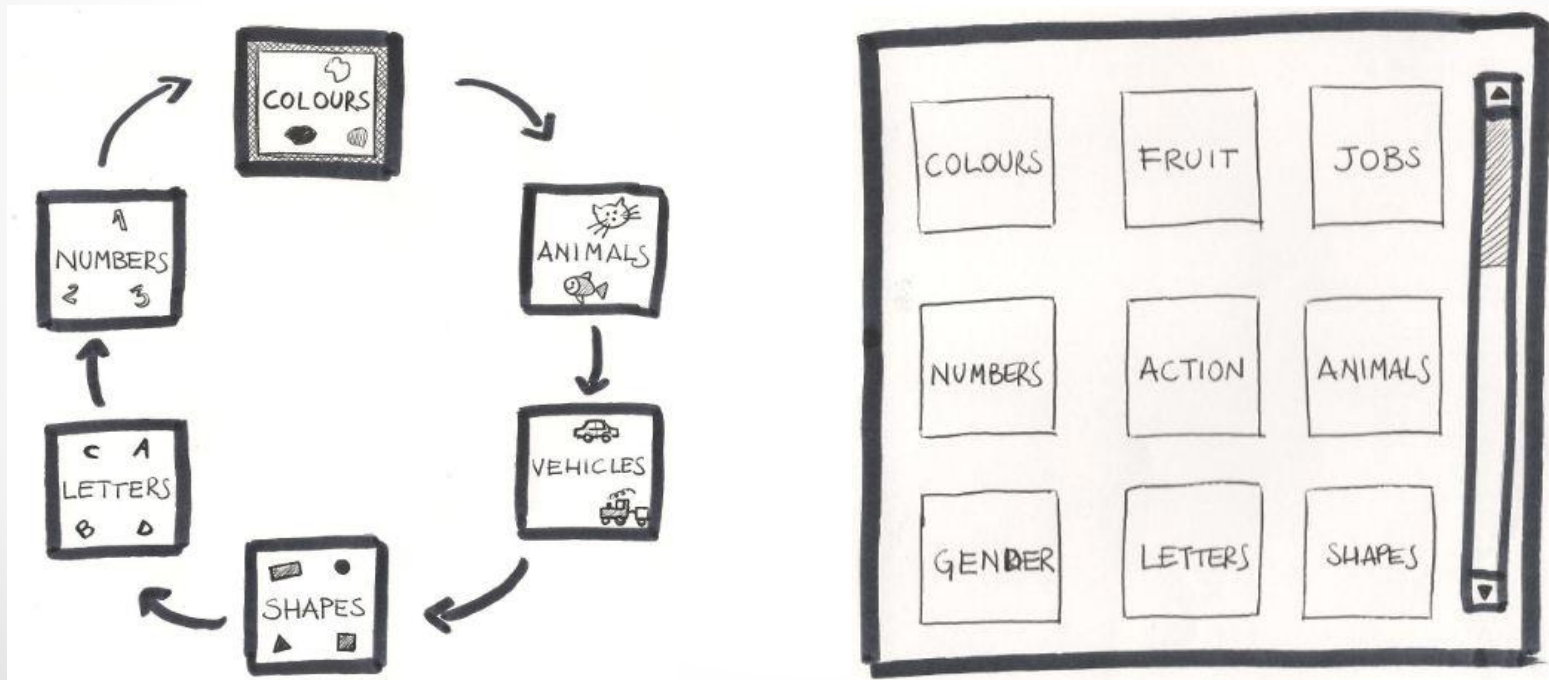 COLOURS
ANIMALS
VEHICLES
SHAPES
C A
LETTERS
B D
1
NUMBERS
2 3
COLOURS FRUIT JOBS
NUMBERS ACTION ANIMALS
GENDER LETTERS SHAPES